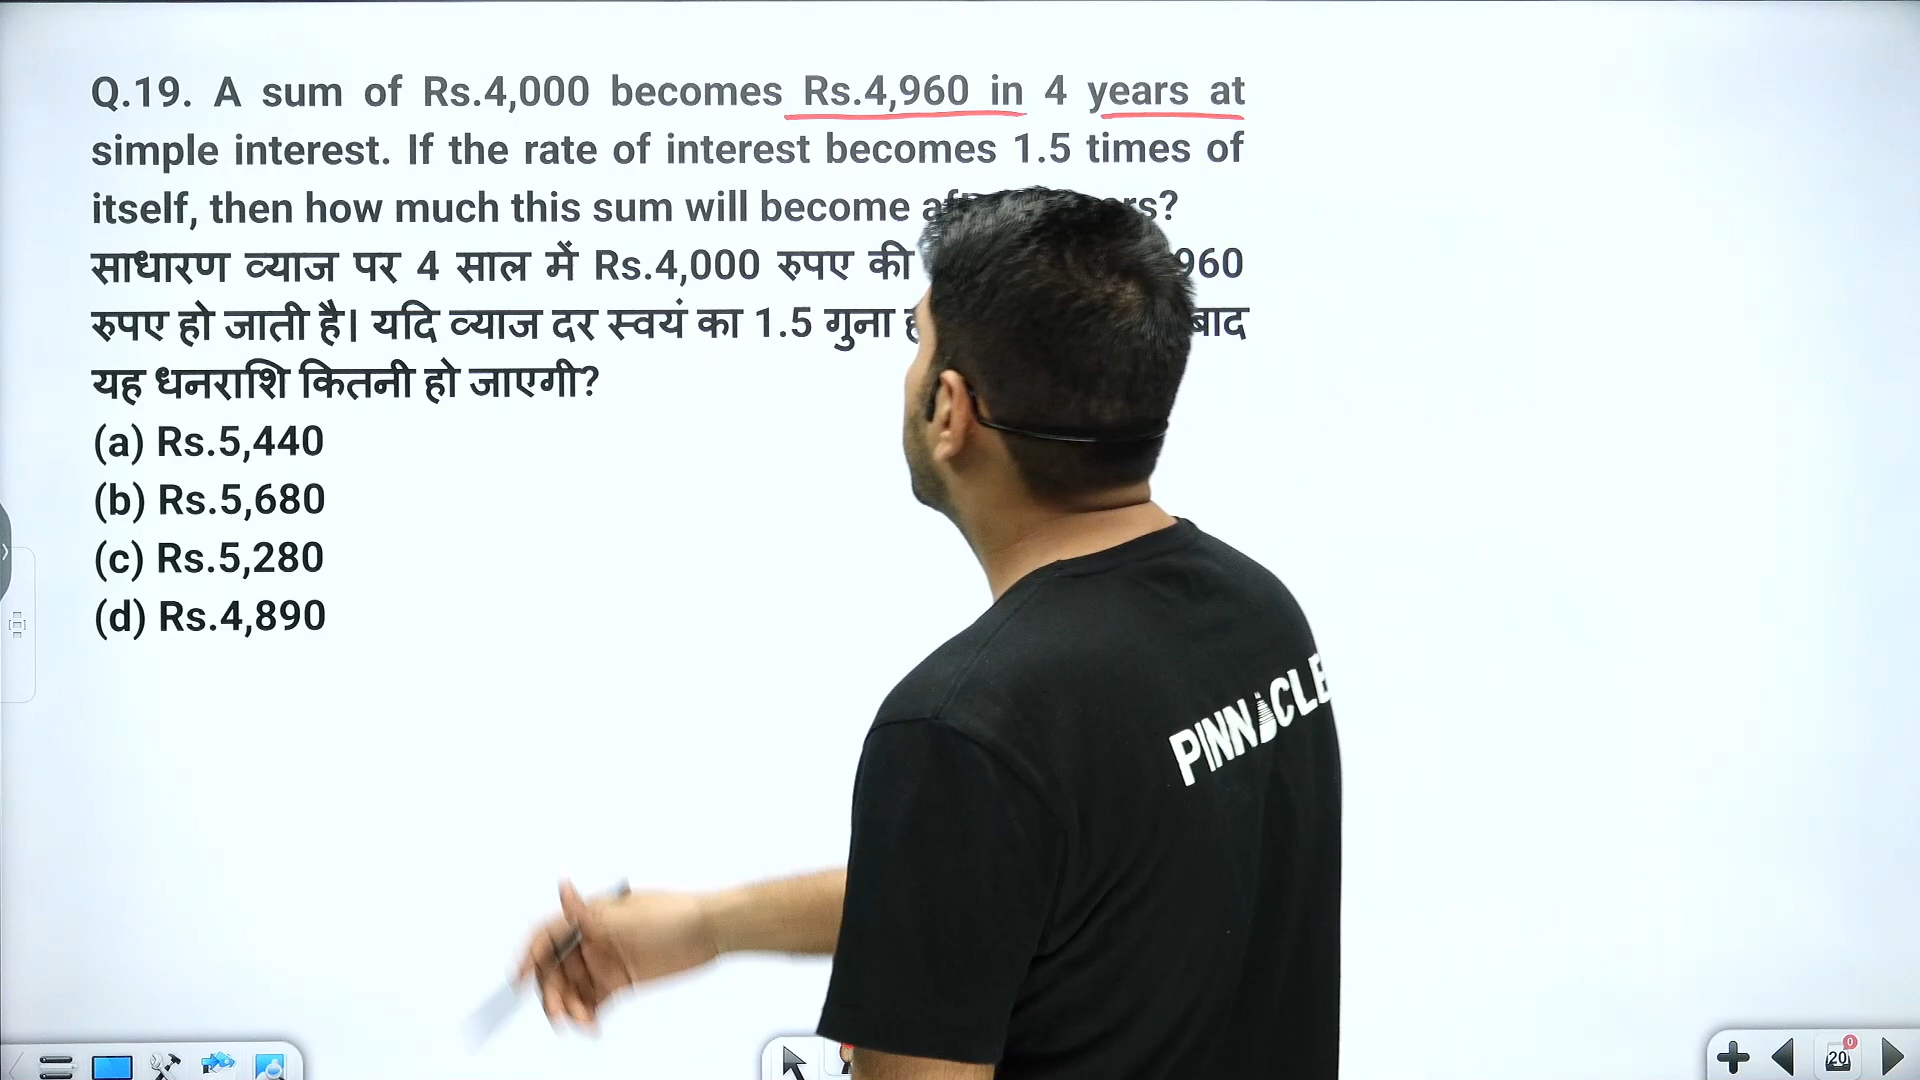 Q.19. A sum of Rs.4,000 becomes Rs.4,960 in 4 years at
simple interest. If the rate of interest becomes 1.5 times of
itself, then how much this sum will become
साधारण व्याज पर 4 साल में Rs.4,000 रुपए की 960
रुपए हो जाती है। यदि व्याज दर स्वयं का 1.5 गुना बाद
यह धनराशि कितनी हो जाएगी?
(a) Rs.5,440
(b) Rs.5,680
(c) Rs.5,280
(d) Rs.4,890
PINNACLE
20
0